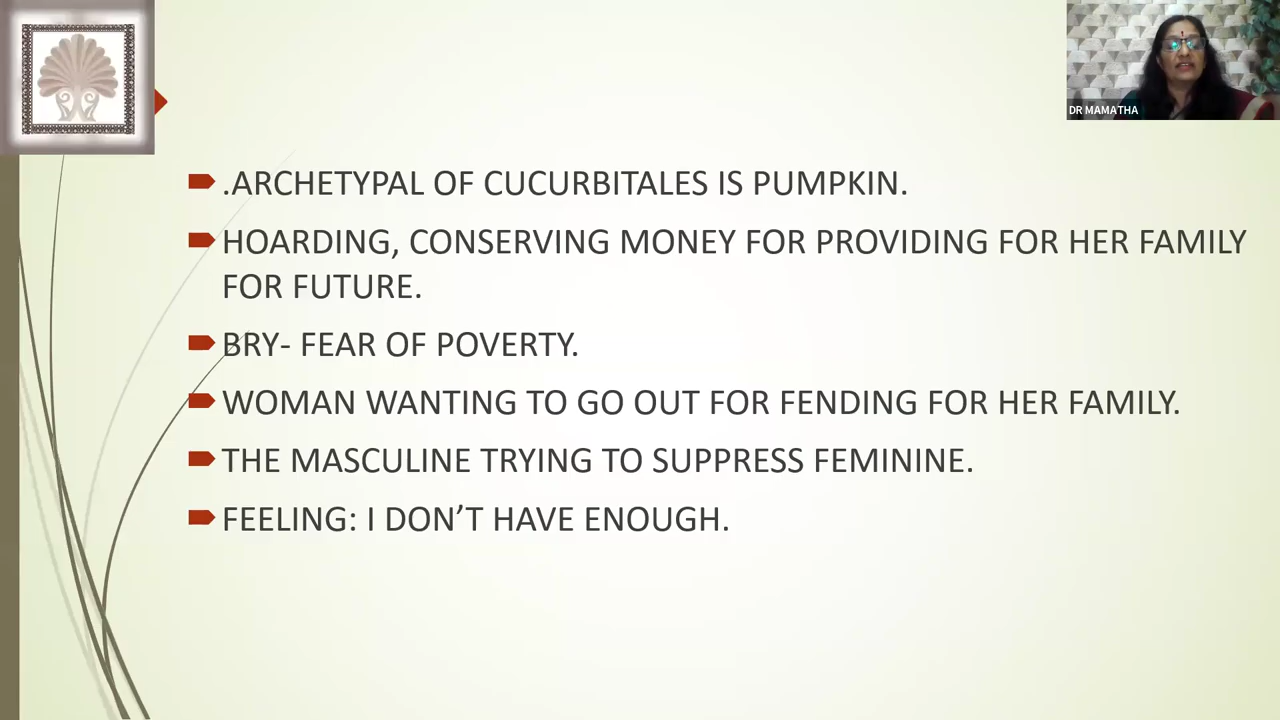 DR MAMATHA
.ARCHETYPAL OF CUCURBITALES IS PUMPKIN.
HOARDING, CONSERVING MONEY FOR PROVIDING FOR HER FAMILY
FOR FUTURE.
BRY- FEAR OF POVERTY.
WOMAN WANTING TO GO OUT FOR FENDING FOR HER FAMILY.
THE MASCULINE TRYING TO SUPPRESS FEMININE.
FEELING: I DON’T HAVE ENOUGH.